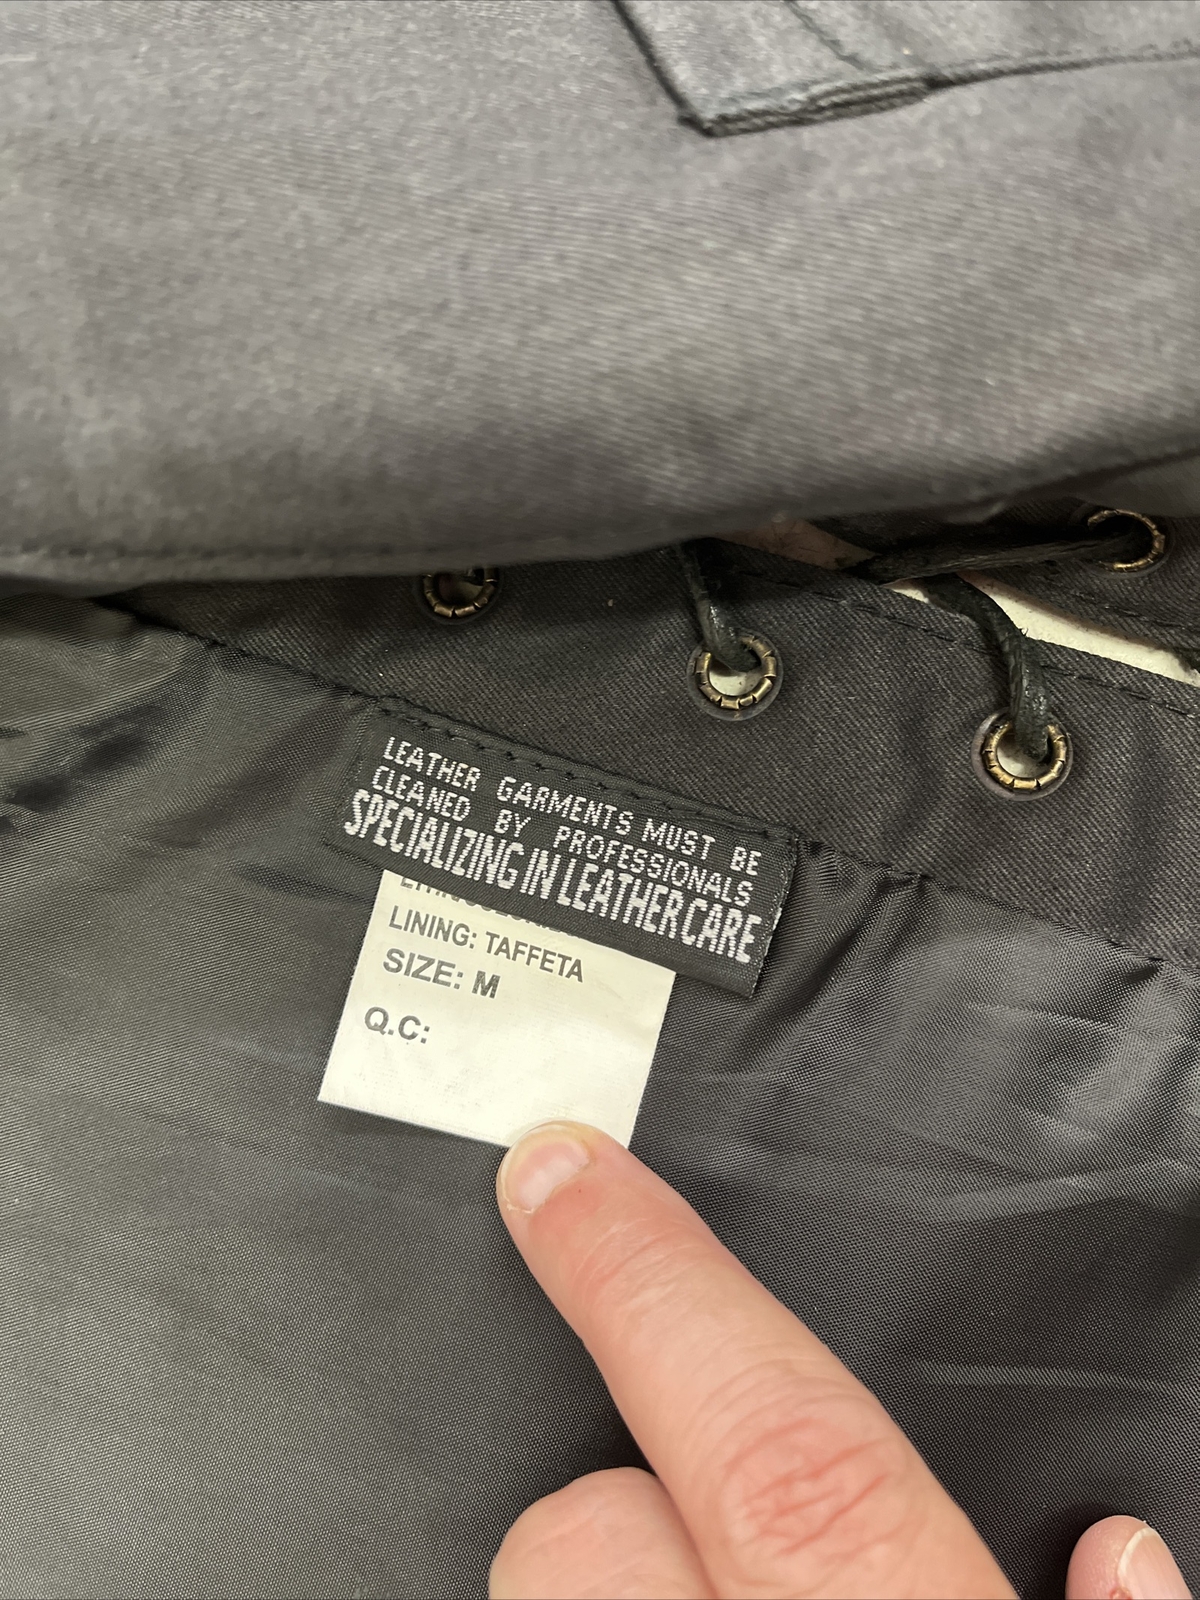 LEATHER GARMENTS MUST BE
CLEANED BY PROFESSIONALS
SPECIALIZING IN LEATHER CARE
LINING: TAFFETA
SIZE: M
Q.C: